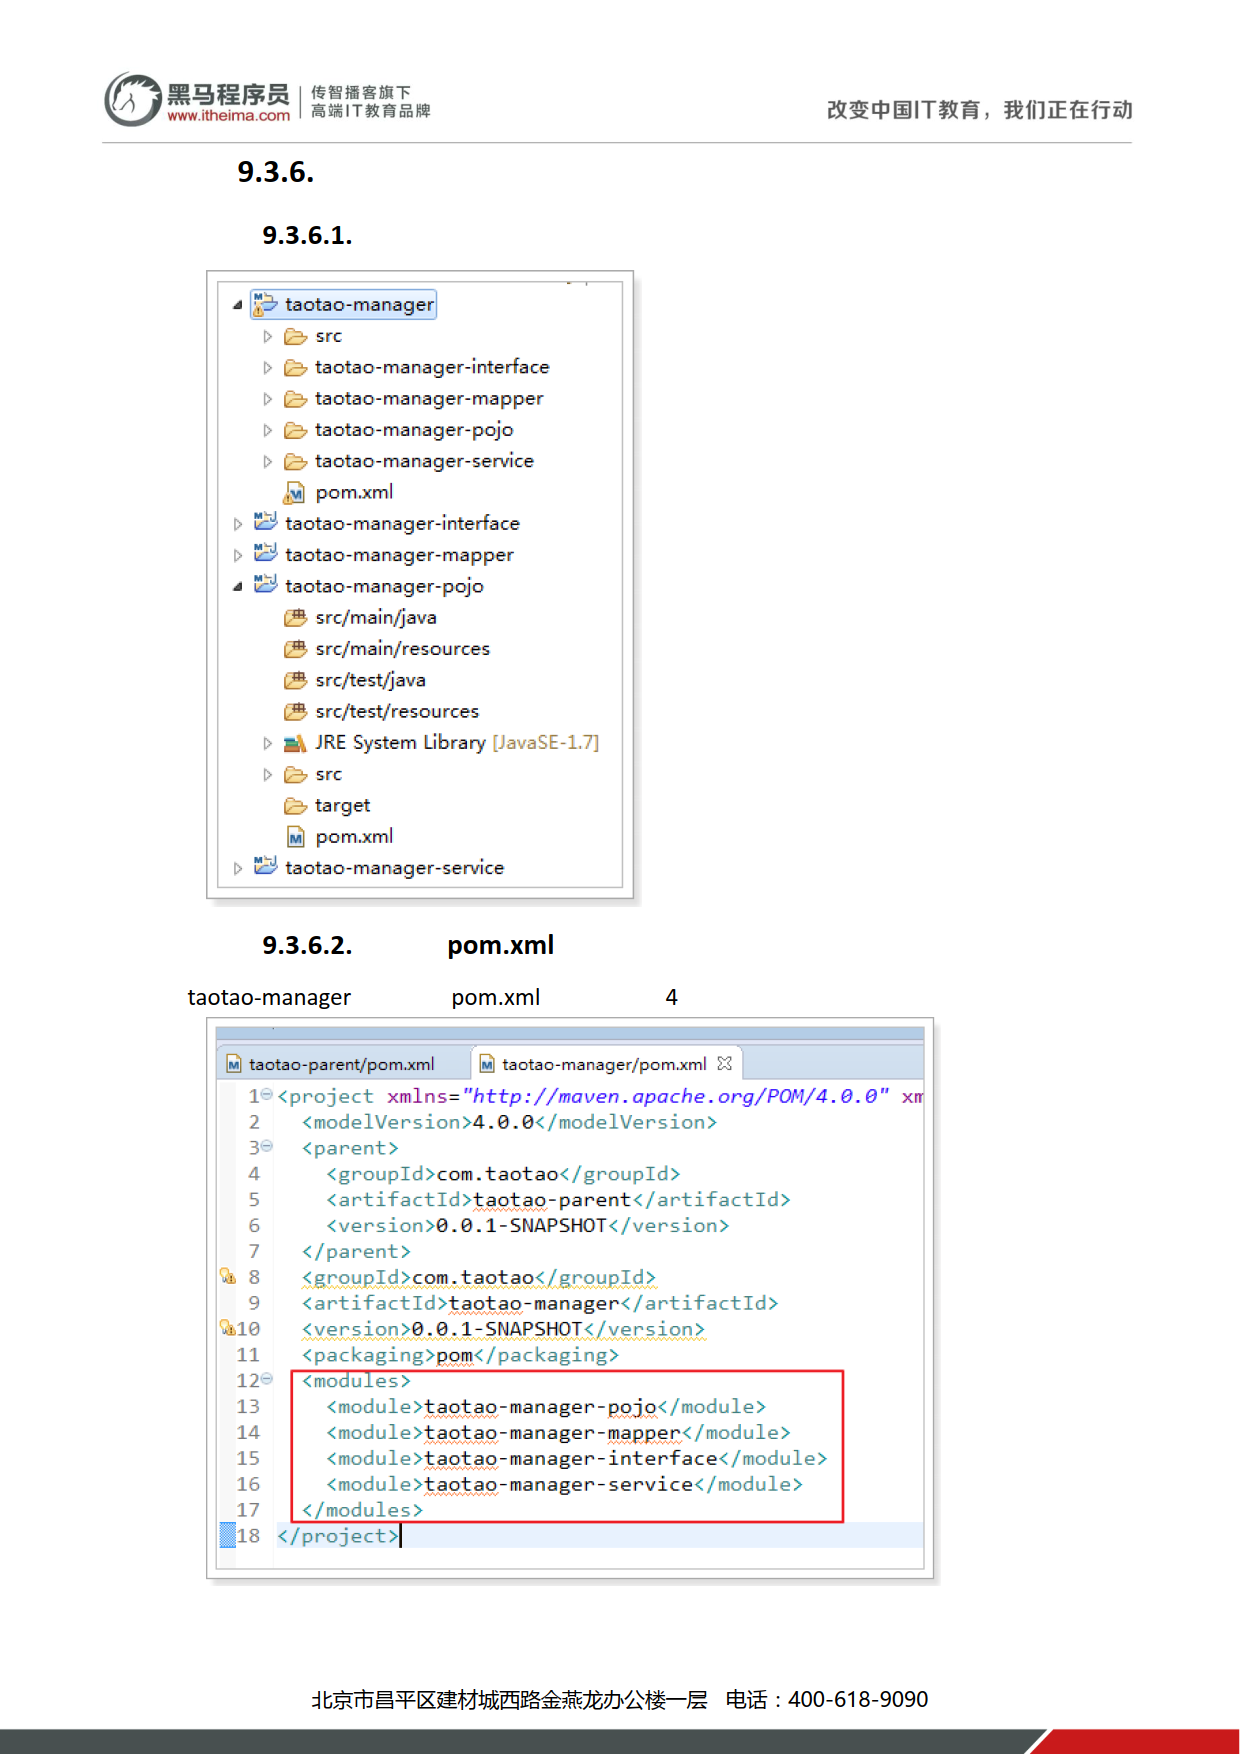 黑马程序员
www.itheima.com
传智播客旗下
高端IT教育品牌
改变中国IT教育，我们正在行动
9.3.6.
9.3.6.1.
taotao-manager
src
taotao-manager-interface
taotao-manager-mapper
taotao-manager-pojo
taotao-manager-service
pom.xml
taotao-manager-interface
taotao-manager-mapper
taotao-manager-pojo
src/main/java
src/main/resources
src/test/java
src/test/resources
JRE System Library [JavaSE-1.7]
src
target
pom.xml
taotao-manager-service
9.3.6.2. pom.xml
taotao-manager pom.xml 4
taotao-parent/pom.xml taotao-manager/pom.xml
1 <project xmlns="http://maven.apache.org/POM/4.0.0" xm
2 <modelVersion>4.0.0</modelVersion>
3 <parent>
4 <groupId>com.taotao</groupId>
5 <artifactId>taotao-parent</artifactId>
6 <version>0.0.1-SNAPSHOT</version>
7 </parent>
8 <groupId>com.taotao</groupId>
9 <artifactId>taotao-manager</artifactId>
10 <version>0.0.1-SNAPSHOT</version>
11 <packaging>pom</packaging>
12 <modules>
13 <module>taotao-manager-pojo</module>
14 <module>taotao-manager-mapper</module>
15 <module>taotao-manager-interface</module>
16 <module>taotao-manager-service</module>
17 </modules>
18 </project>
北京市昌平区建材城西路金燕龙办公楼一层 电话：400-618-9090